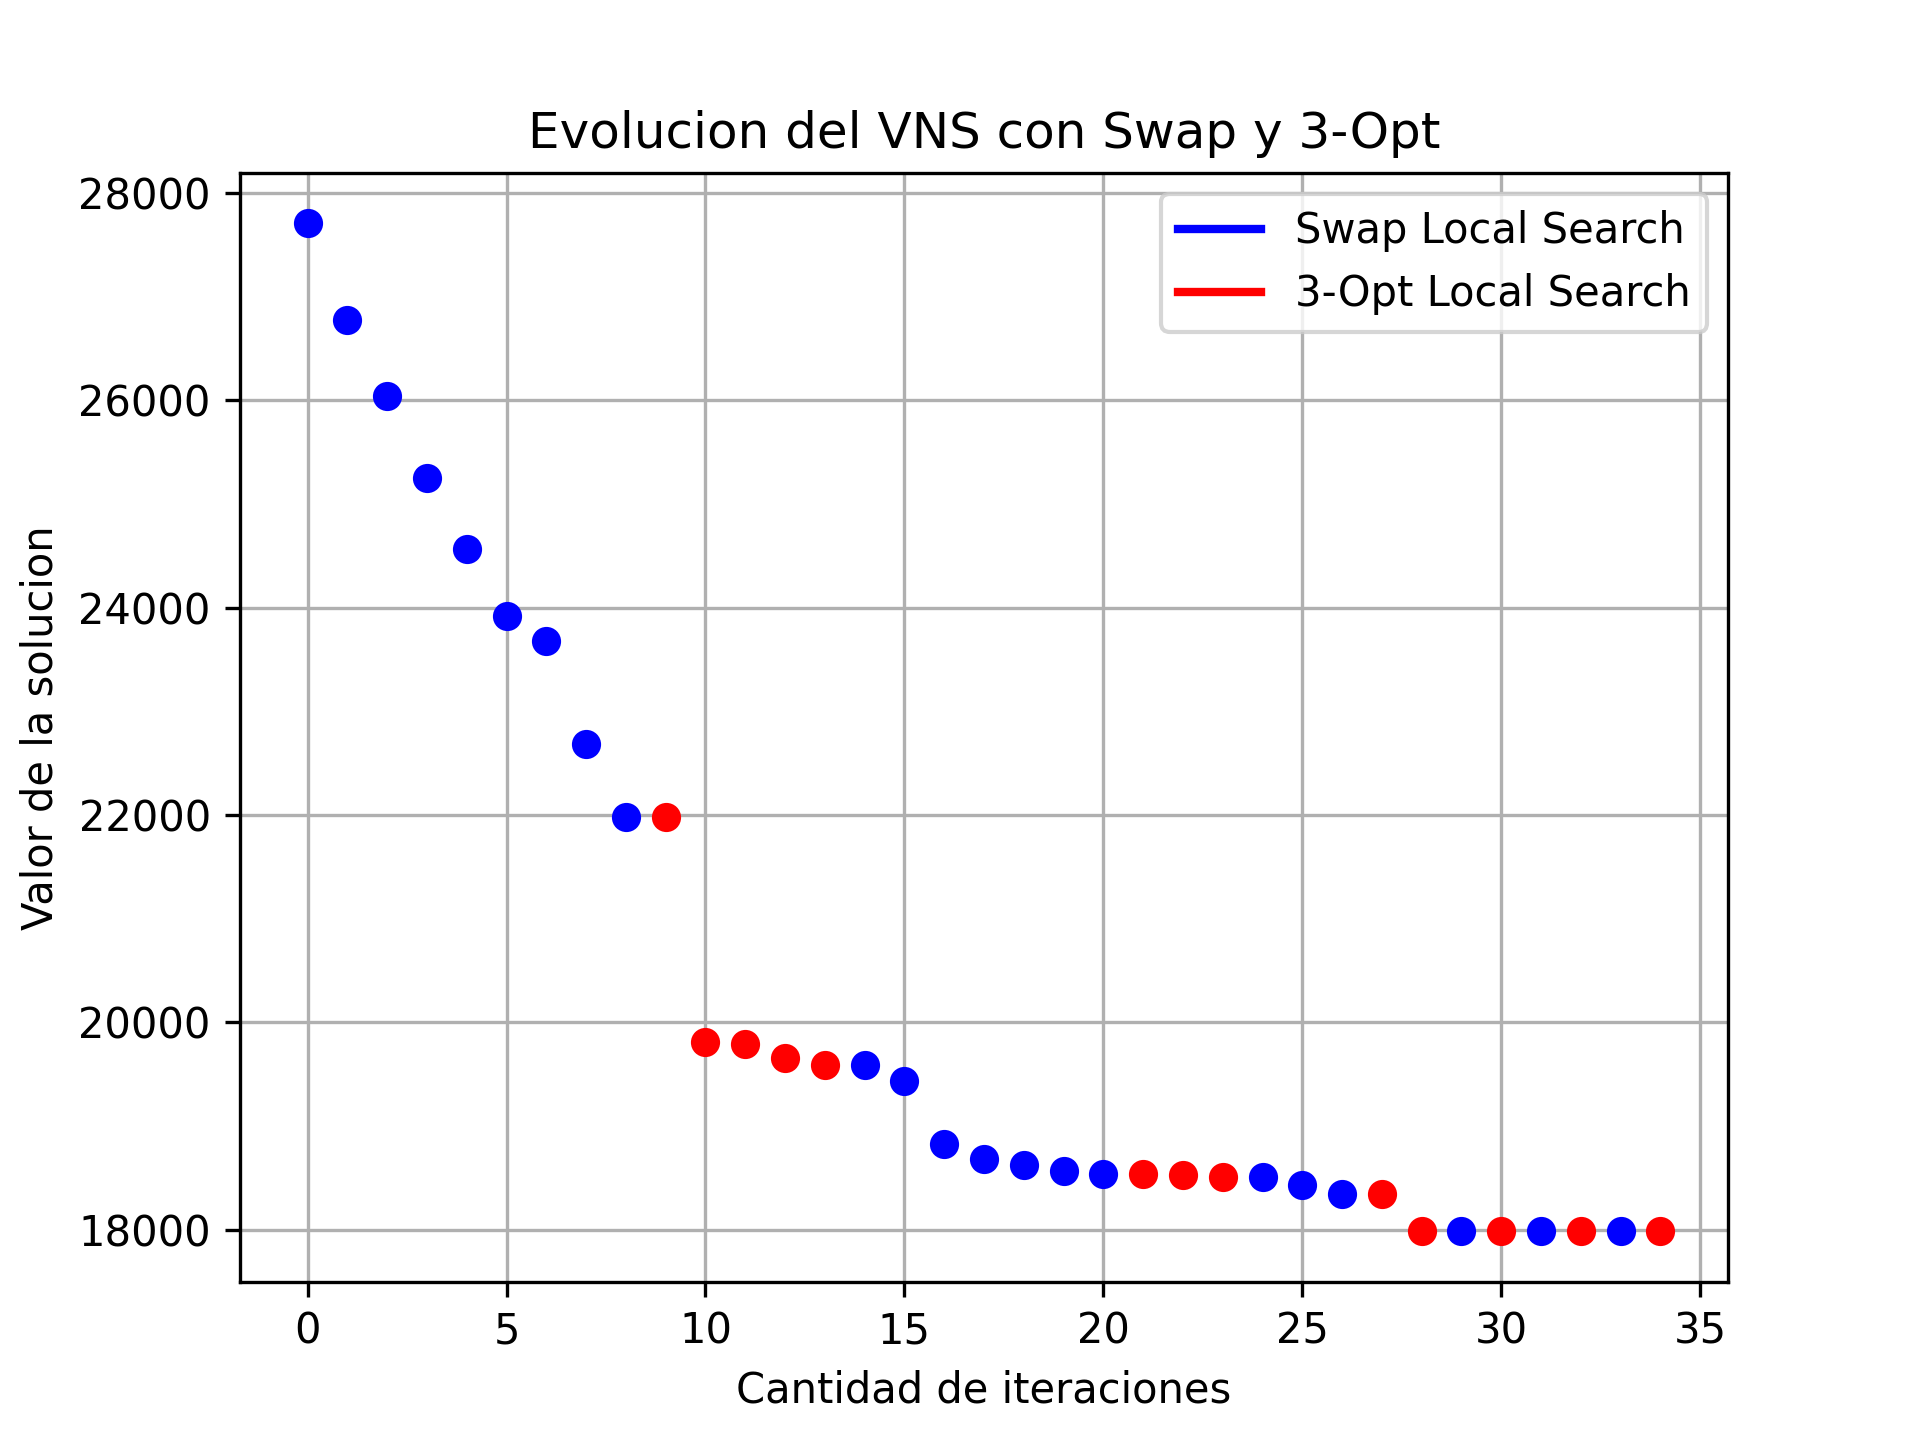 Evolucion del VNS con Swap y 3-Opt
Swap Local Search
3-Opt Local Search
Valor de la solucion
28000
26000
24000
22000
20000
18000
0 5 10 15 20 25 30 35
Cantidad de iteraciones